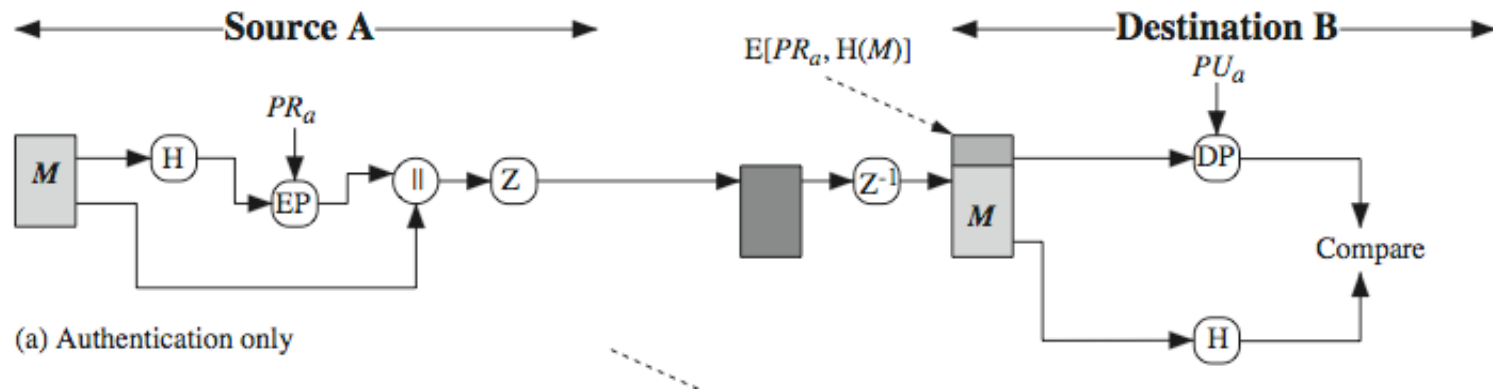 Source A
Destination B
E[PRa, H(M)]
PUa
PRa
M
H
EP
||
Z
Z-1
M
DP
Compare
H
(a) Authentication only